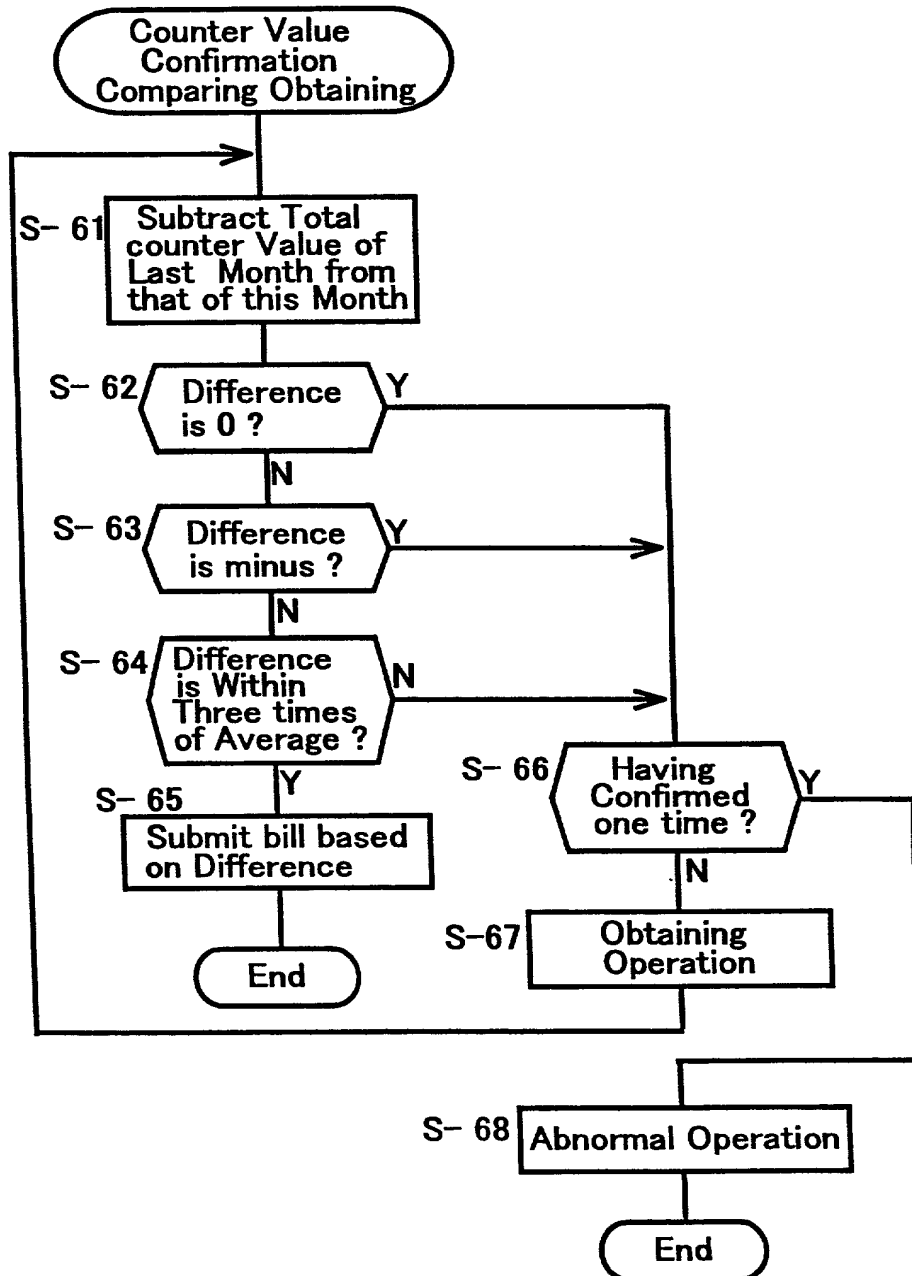 Counter Value
Confirmation
Comparing Obtaining
S- 61
Subtract Total
counter Value of
Last Month from
that of this Month
S- 62
Difference
is 0 ?
Y
N
S- 63
Difference
is minus ?
Y
N
S- 64
Difference
is Within
Three times
of Average ?
N
Y
S- 65
Submit bill based
on Difference
End
S- 66
Having
Confirmed
one time ?
Y
N
S-67
Obtaining
Operation
S- 68
Abnormal Operation
End